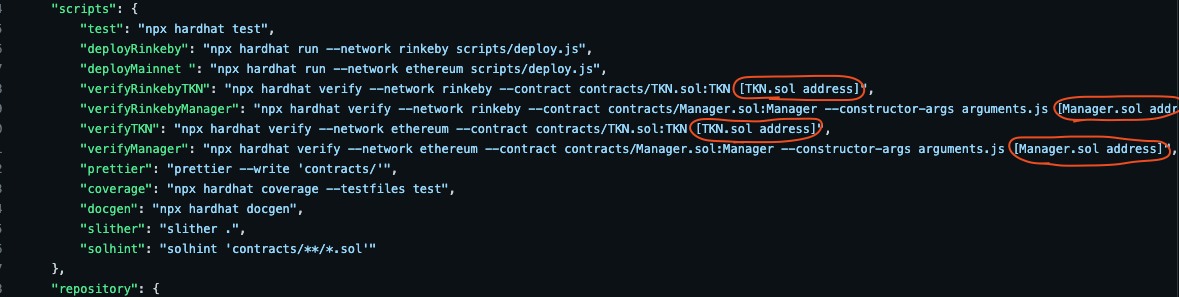 "scripts": {
"test": "npx hardhat test",
"deployRinkeby": "npx hardhat run --network rinkeby scripts/deploy.js",
"deployMainnet ": "npx hardhat run --network ethereum scripts/deploy.js",
"verifyRinkebyTKN": "npx hardhat verify --network rinkeby --contract contracts/TKN.sol:TKN [TKN.sol address]",
"verifyRinkebyManager": "npx hardhat verify --network rinkeby --contract contracts/Manager.sol:Manager --constructor-args arguments.js [Manager.sol addr
"verifyTKN": "npx hardhat verify --network ethereum --contract contracts/TKN.sol:TKN [TKN.sol address]",
"verifyManager": "npx hardhat verify --network ethereum --contract contracts/Manager.sol:Manager --constructor-args arguments.js [Manager.sol address]",
"prettier": "prettier --write 'contracts/'",
"coverage": "npx hardhat coverage --testfiles test",
"docgen": "npx hardhat docgen",
"slither": "slither .",
"solhint": "solhint 'contracts/**/*.sol'"
},
"repository": {